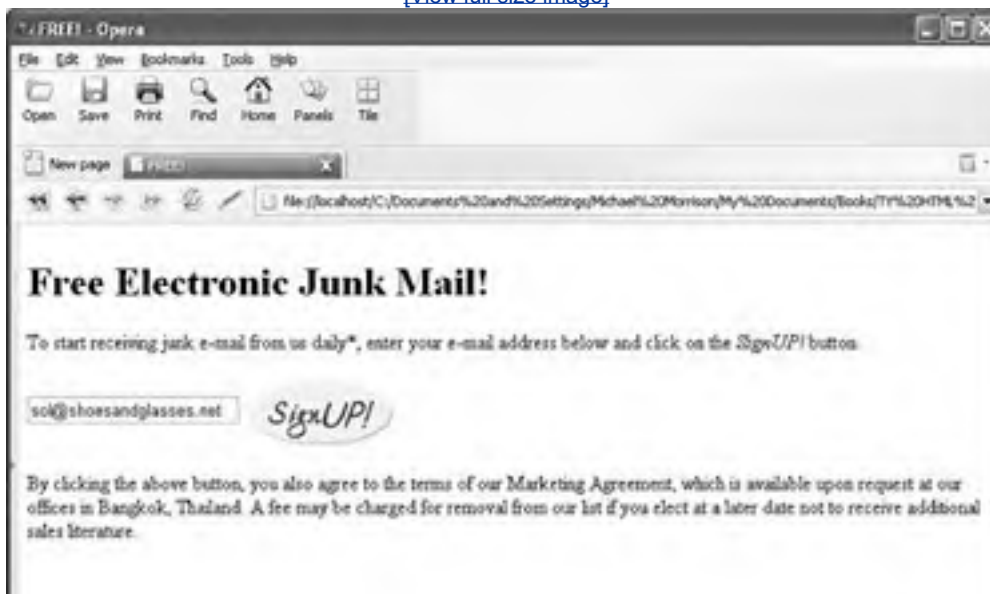 [View full size image]
FREE! - Opera
File Edit View Bookmarks Tools Help
Open Save Print Find Home Panels Tile
New page FREE!
file://localhost/C:/Documents%20and%20Settings/Michael%20Morrison/My%20Documents/Books/TY%20HTML%2
Free Electronic Junk Mail!
To start receiving junk e-mail from us daily*, enter your e-mail address below and click on the SignUP! button.
sol@shoesandglasses.net SignUP!
By clicking the above button, you also agree to the terms of our Marketing Agreement, which is available upon request at our
offices in Bangkok, Thailand. A fee may be charged for removal from our list if you elect at a later date not to receive additional
sales literature.